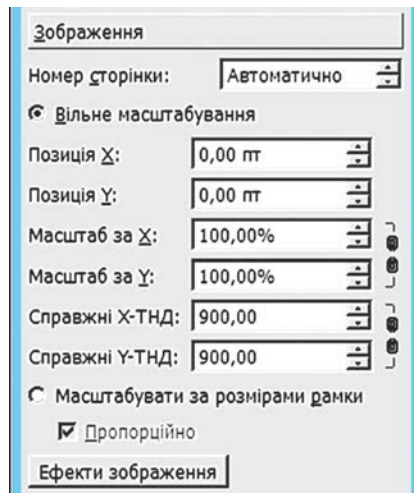 Зображення
Номер сторінки: Автоматично
Вільне масштабування
Позиція X: 0,00 пт
Позиція Y: 0,00 пт
Масштаб за X: 100,00%
Масштаб за Y: 100,00%
Справжні X-ТНД: 900,00
Справжні Y-ТНД: 900,00
Масштабувати за розмірами рамки
Пропорційно
Ефекти зображення